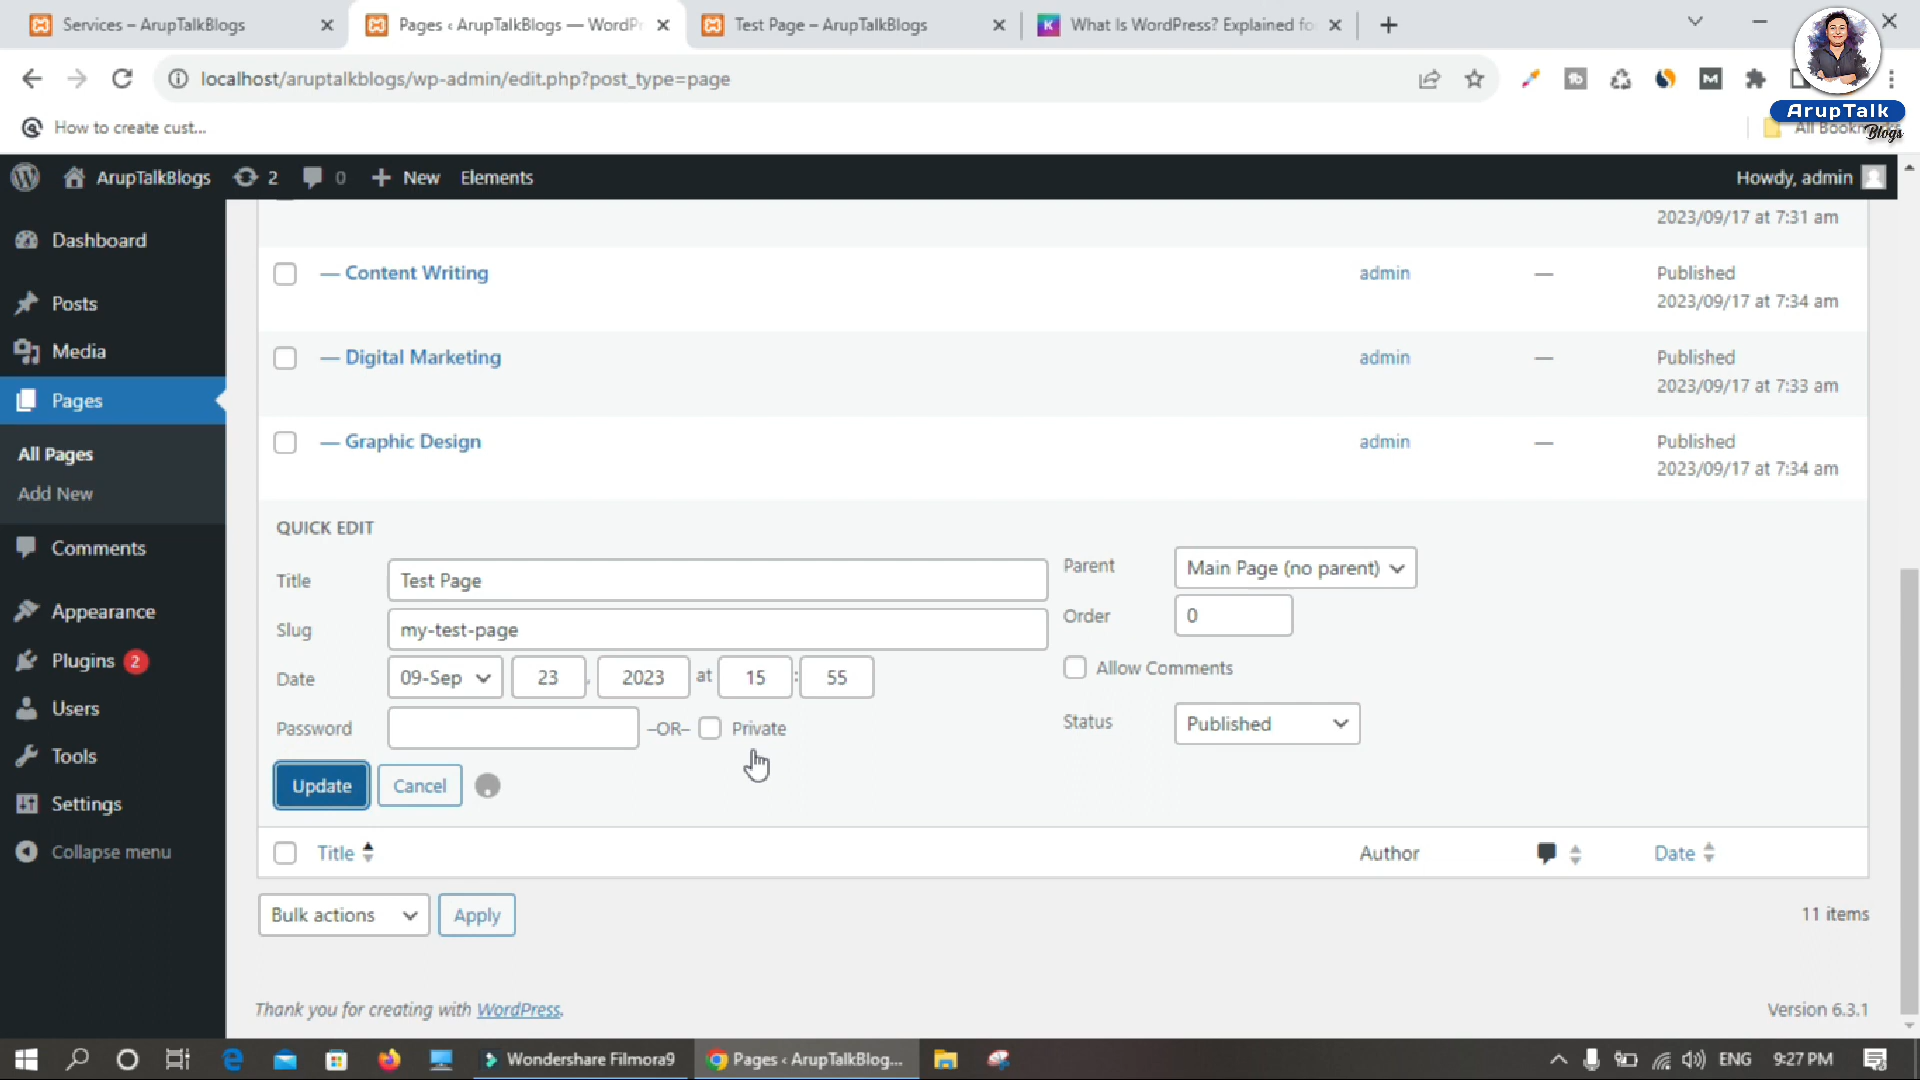 Services – ArupTalkBlogs
Pages ‹ ArupTalkBlogs — WordPr
Test Page – ArupTalkBlogs
What Is WordPress? Explained fo
localhost/aruptalkblogs/wp-admin/edit.php?post_type=page
How to create cust...
ArupTalk
Blogs
ArupTalkBlogs
2
0
New
Elements
Howdy, admin
Dashboard
Posts
Media
Pages
All Pages
Add New
Comments
Appearance
Plugins 2
Users
Tools
Settings
Collapse menu
2023/09/17 at 7:31 am
— Content Writing
admin
—
Published
2023/09/17 at 7:34 am
— Digital Marketing
admin
—
Published
2023/09/17 at 7:33 am
— Graphic Design
admin
—
Published
2023/09/17 at 7:34 am
QUICK EDIT
Title Test Page
Slug my-test-page
Date 09-Sep 23 , 2023 at 15 : 55
Password –OR– Private
Update Cancel
Parent Main Page (no parent)
Order 0
Allow Comments
Status Published
Title
Author
Date
Bulk actions Apply
11 items
Thank you for creating with WordPress.
Version 6.3.1
Wondershare Filmora9
Pages ‹ ArupTalkBlog...
ENG
9:27 PM